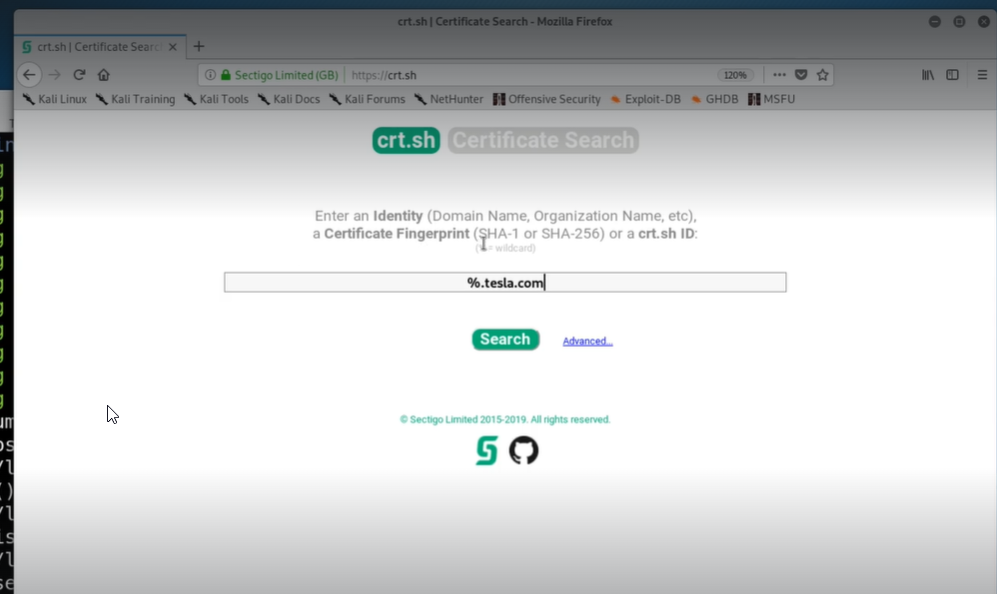 crt.sh | Certificate Search - Mozilla Firefox
crt.sh | Certificate Searc
Sectigo Limited (GB) https://crt.sh 120%
Kali Linux Kali Training Kali Tools Kali Docs Kali Forums NetHunter Offensive Security Exploit-DB GHDB MSFU
crt.sh Certificate Search
Enter an Identity (Domain Name, Organization Name, etc),
a Certificate Fingerprint (SHA-1 or SHA-256) or a crt.sh ID:
= wildcard)
%.tesla.com
Search Advanced...
© Sectigo Limited 2015-2019. All rights reserved.